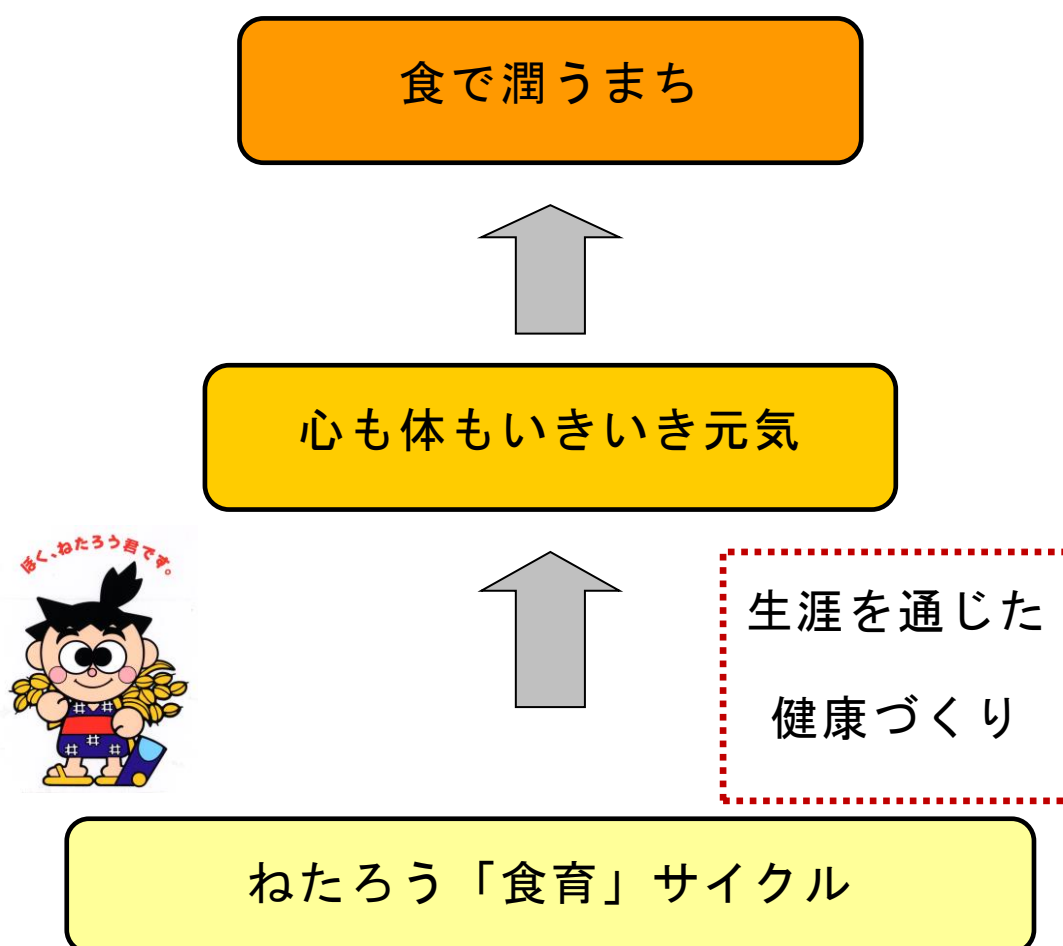 食で潤うまち
心も体もいきいき元気
ぼく、ねたろう君です。
生涯を通じた
健康づくり
ねたろう「食育」サイクル